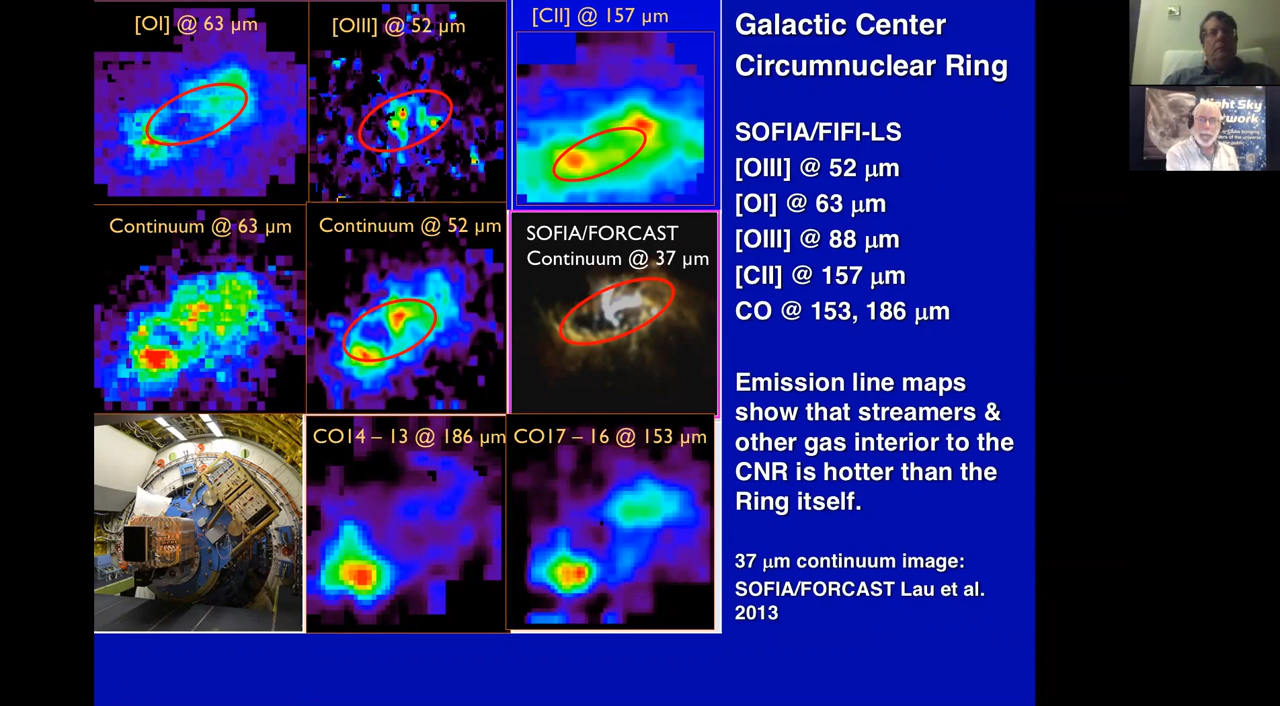 [OI] @ 63 µm
[OIII] @ 52 µm
[CII] @ 157 µm
Continuum @ 63 µm
Continuum @ 52 µm
SOFIA/FORCAST
Continuum @ 37 µm
CO14 – 13 @ 186 µm
CO17 – 16 @ 153 µm
Galactic Center
Circumnuclear Ring
SOFIA/FIFI-LS
[OIII] @ 52 µm
[OI] @ 63 µm
[OIII] @ 88 µm
[CII] @ 157 µm
CO @ 153, 186 µm
Emission line maps
show that streamers &
other gas interior to the
CNR is hotter than the
Ring itself.
37 µm continuum image:
SOFIA/FORCAST Lau et al.
2013
Night Sky